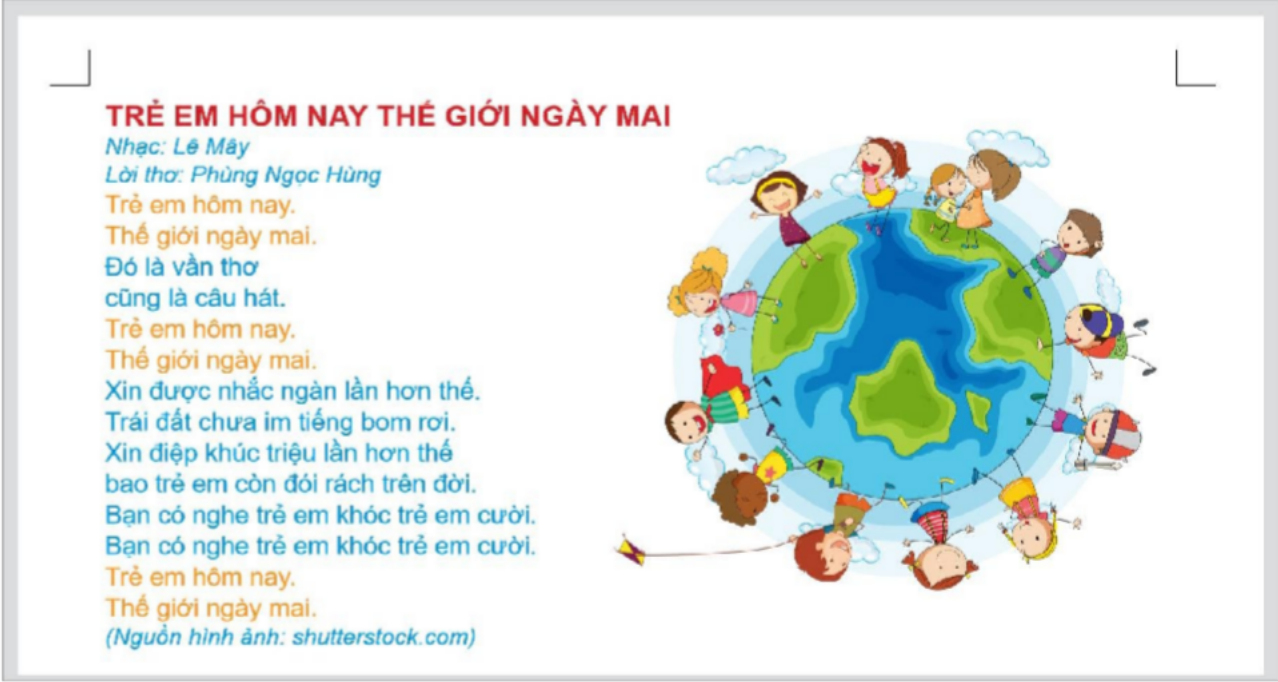 TRẺ EM HÔM NAY THẾ GIỚI NGÀY MAI
Nhạc: Lê Mây
Lời thơ: Phùng Ngọc Hùng
Trẻ em hôm nay.
Thế giới ngày mai.
Đó là vần thơ
cũng là câu hát.
Trẻ em hôm nay.
Thế giới ngày mai.
Xin được nhắc ngàn lần hơn thế.
Trái đất chưa im tiếng bom rơi.
Xin điệp khúc triệu lần hơn thế
bao trẻ em còn đói rách trên đời.
Bạn có nghe trẻ em khóc trẻ em cười.
Bạn có nghe trẻ em khóc trẻ em cười.
Trẻ em hôm nay.
Thế giới ngày mai.
(Nguồn hình ảnh: shutterstock.com)